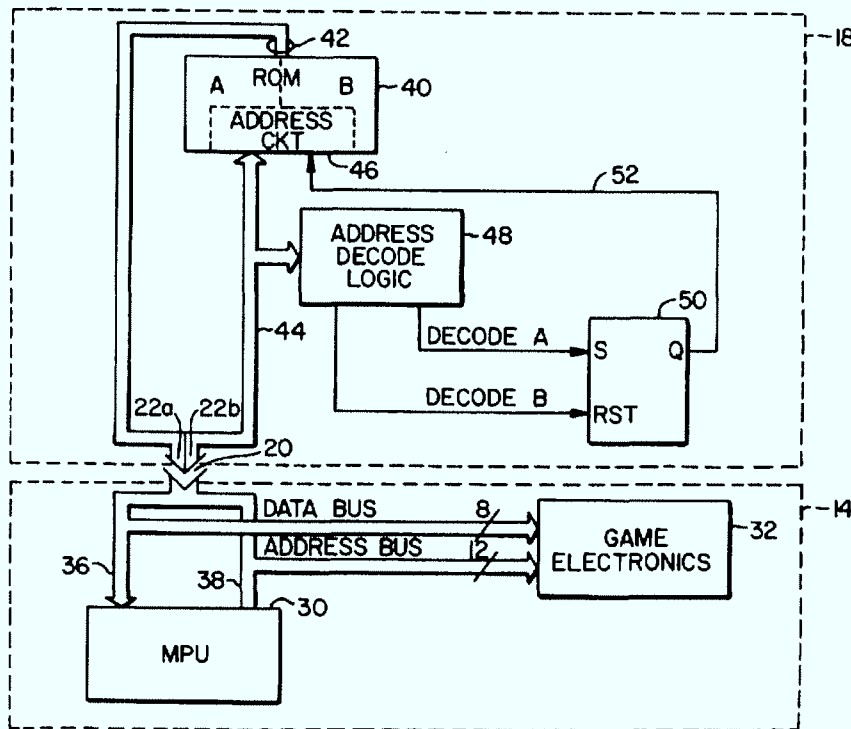 42
18
A ROM B
40
ADDRESS
CKT
46
52
ADDRESS
DECODE
LOGIC
48
50
44
DECODE A
S Q
DECODE B
RST
22a 22b
20
DATA BUS
8
14
GAME
ELECTRONICS
32
ADDRESS BUS
12
36
38
30
MPU